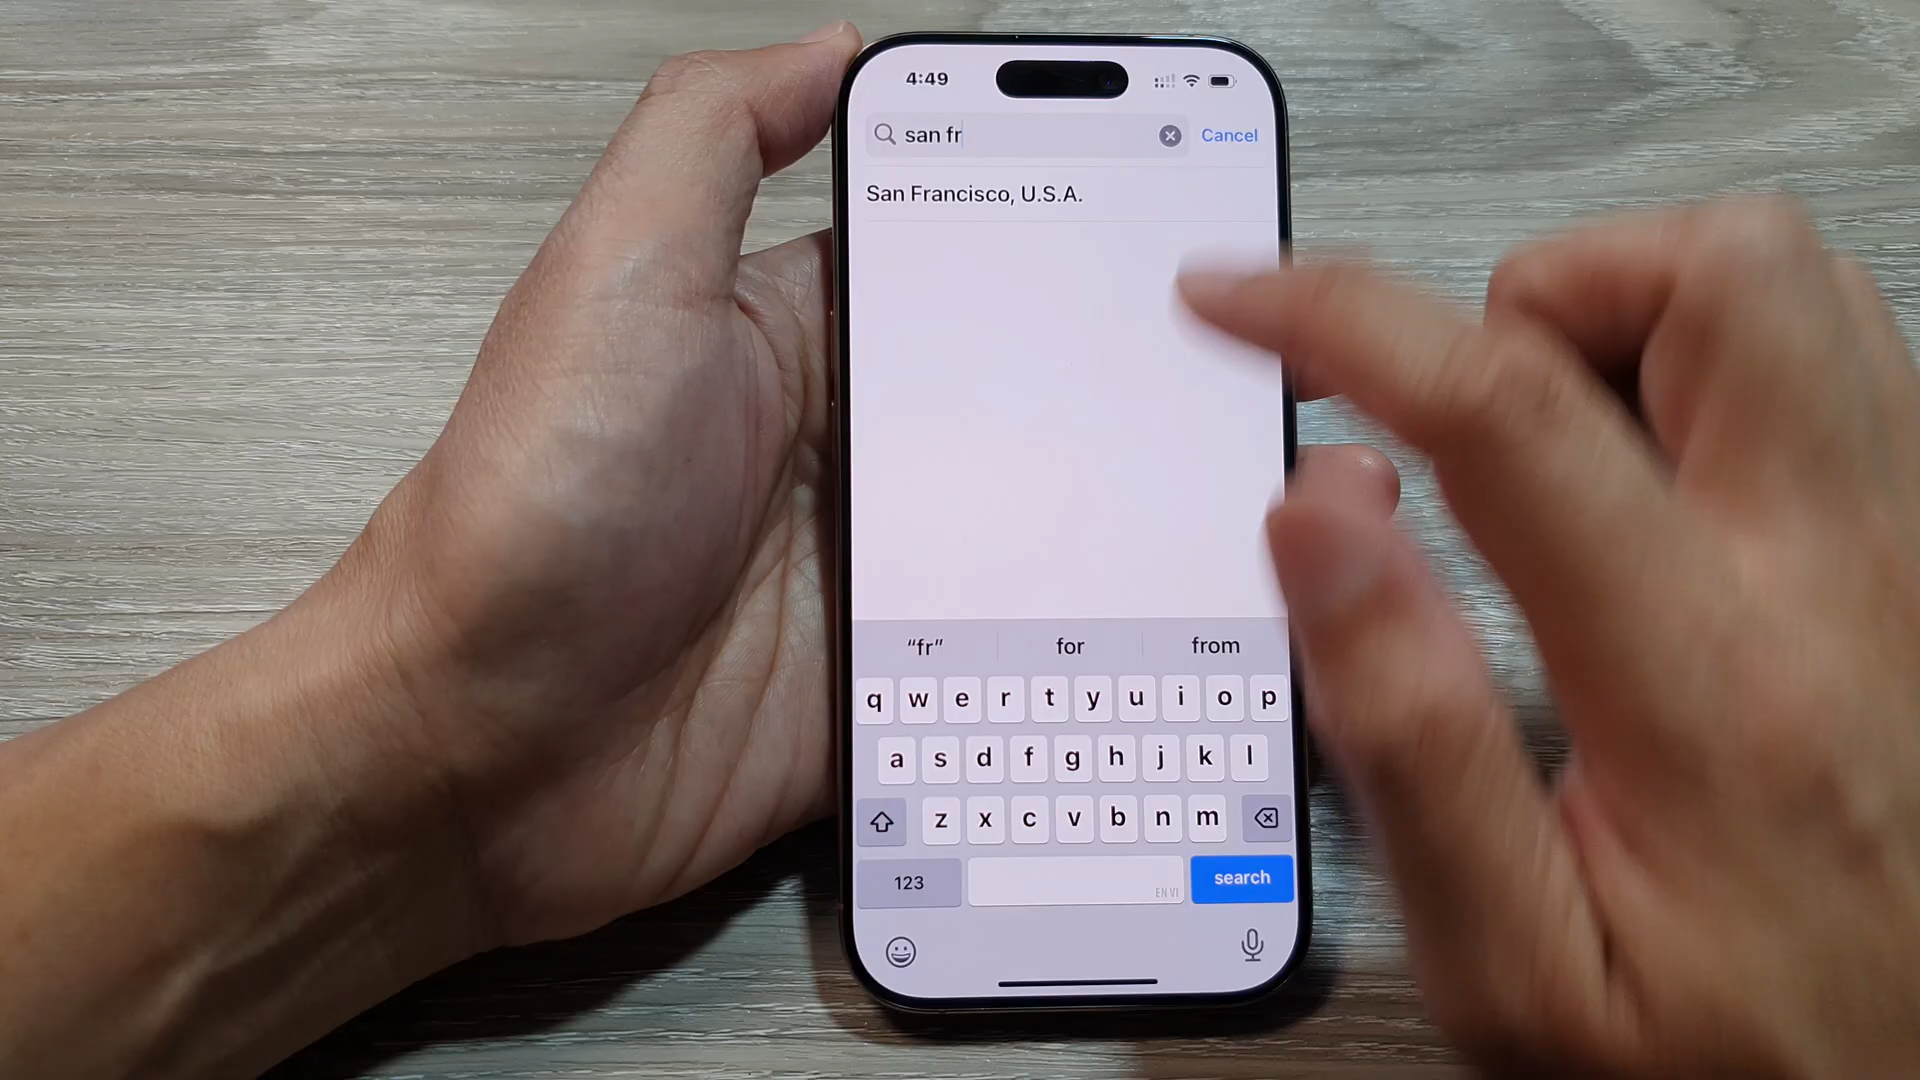 4:49
san fr
Cancel
San Francisco, U.S.A.
“fr” for from
q w e r t y u i o p
a s d f g h j k l
z x c v b n m
123 EN VI search